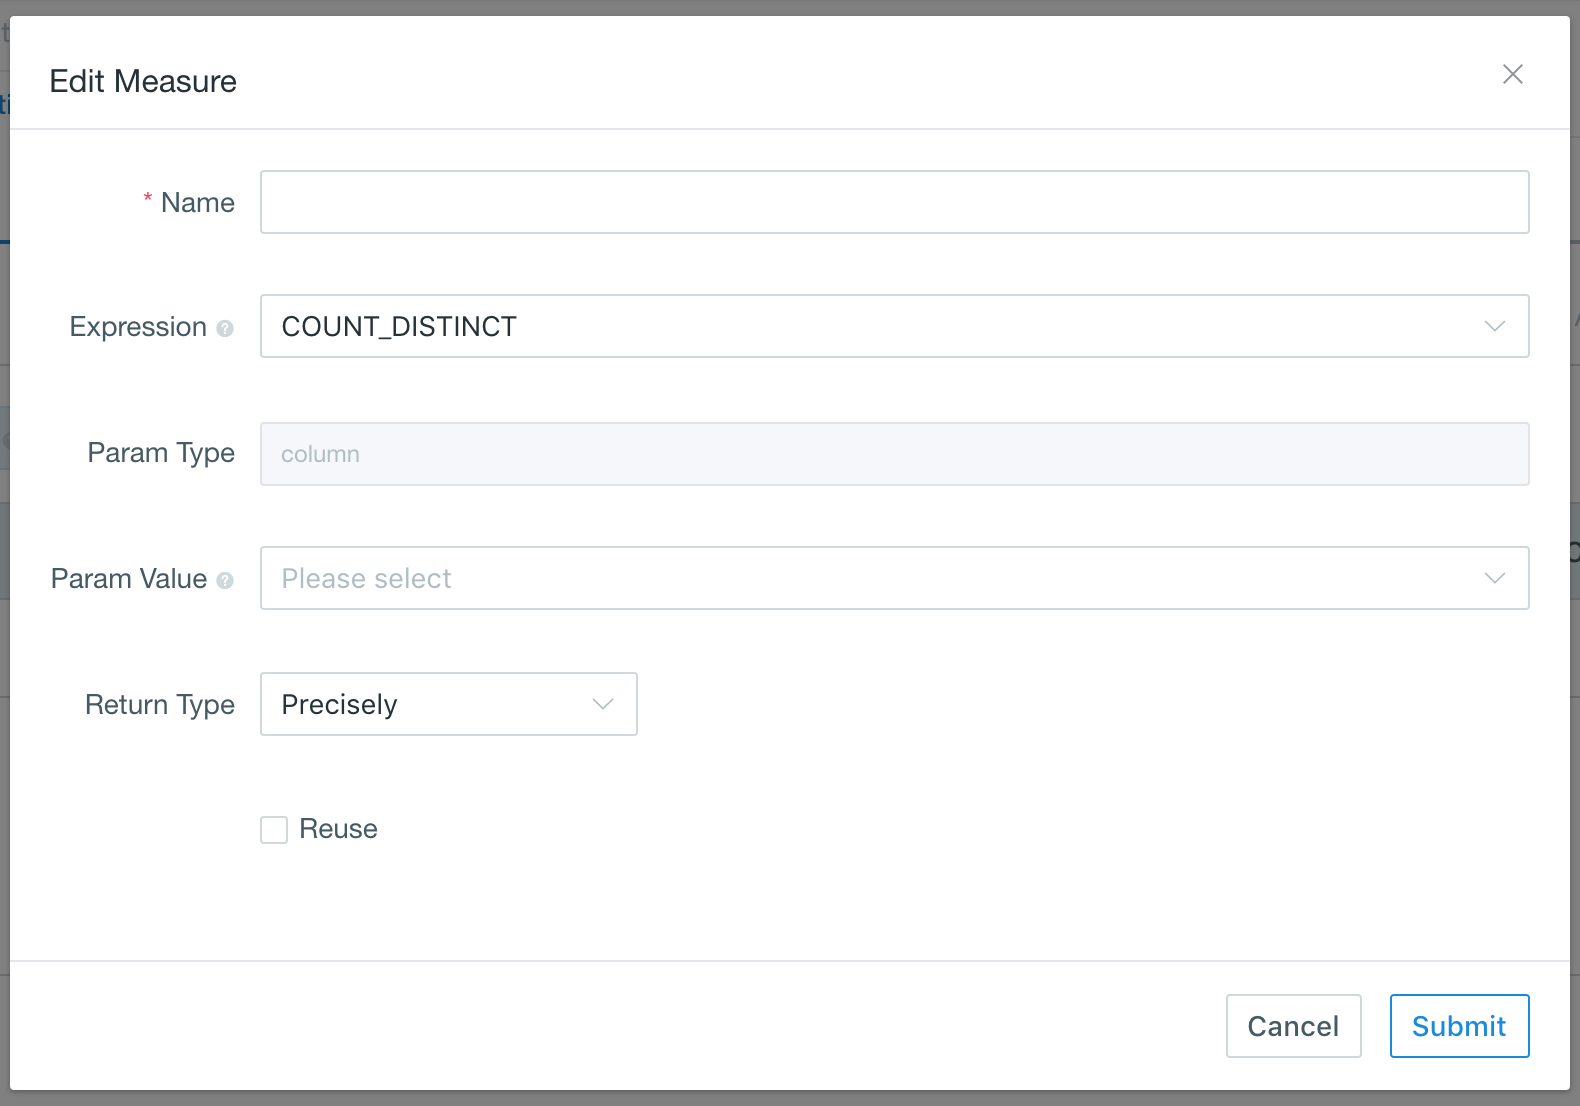 Edit Measure
* Name
Expression ?
COUNT_DISTINCT
Param Type
column
Param Value ?
Please select
Return Type
Precisely
Reuse
Cancel
Submit